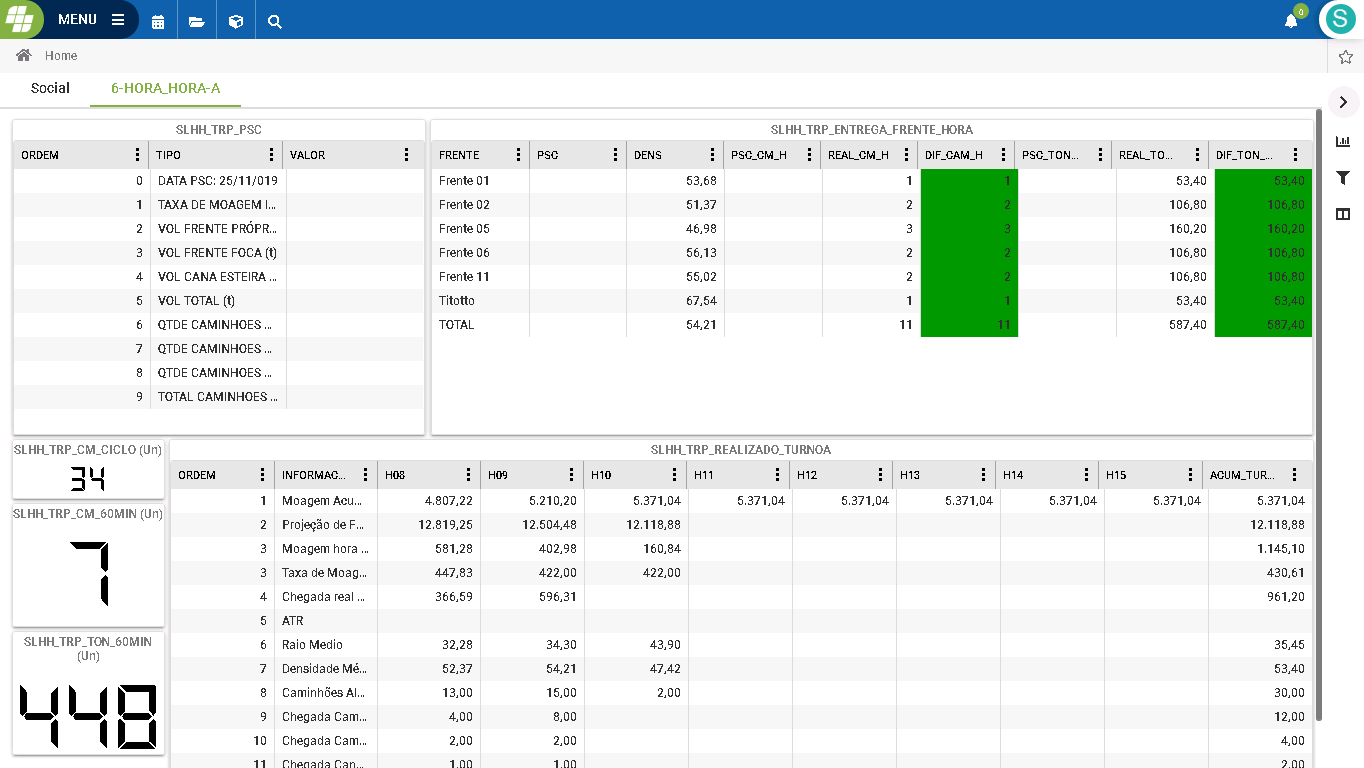 MENU
0
S
Home
Social 6-HORA_HORA-A
SLHH_TRP_PSC
ORDEM TIPO VALOR
0 DATA PSC: 25/11/019
1 TAXA DE MOAGEM I...
2 VOL FRENTE PRÓPR...
3 VOL FRENTE FOCA (t)
4 VOL CANA ESTEIRA ...
5 VOL TOTAL (t)
6 QTDE CAMINHOES ...
7 QTDE CAMINHOES ...
8 QTDE CAMINHOES ...
9 TOTAL CAMINHOES ...
SLHH_TRP_ENTREGA_FRENTE_HORA
FRENTE PSC DENS PSC_CM_H REAL_CM_H DIF_CAM_H PSC_TON... REAL_TO... DIF_TON_...
Frente 01 53,68 1 1 53,40 53,40
Frente 02 51,37 2 2 106,80 106,80
Frente 05 46,98 3 3 160,20 160,20
Frente 06 56,13 2 2 106,80 106,80
Frente 11 55,02 2 2 106,80 106,80
Titotto 67,54 1 1 53,40 53,40
TOTAL 54,21 11 11 587,40 587,40
SLHH_TRP_CM_CICLO (Un)
34
SLHH_TRP_CM_60MIN (Un)
7
SLHH_TRP_TON_60MIN
(Un)
448
SLHH_TRP_REALIZADO_TURNOA
ORDEM INFORMAC... H08 H09 H10 H11 H12 H13 H14 H15 ACUM_TUR...
1 Moagem Acu... 4.807,22 5.210,20 5.371,04 5.371,04 5.371,04 5.371,04 5.371,04 5.371,04 5.371,04
2 Projeção de F... 12.819,25 12.504,48 12.118,88 12.118,88
3 Moagem hora ... 581,28 402,98 160,84 1.145,10
3 Taxa de Moag... 447,83 422,00 422,00 430,61
4 Chegada real ... 366,59 596,31 961,20
5 ATR
6 Raio Medio 32,28 34,30 43,90 35,45
7 Densidade Mé... 52,37 54,21 47,42 53,40
8 Caminhões Al... 13,00 15,00 2,00 30,00
9 Chegada Cam... 4,00 8,00 12,00
10 Chegada Cam... 2,00 2,00 4,00
11 Chegada Can... 1,00 1,00 2,00